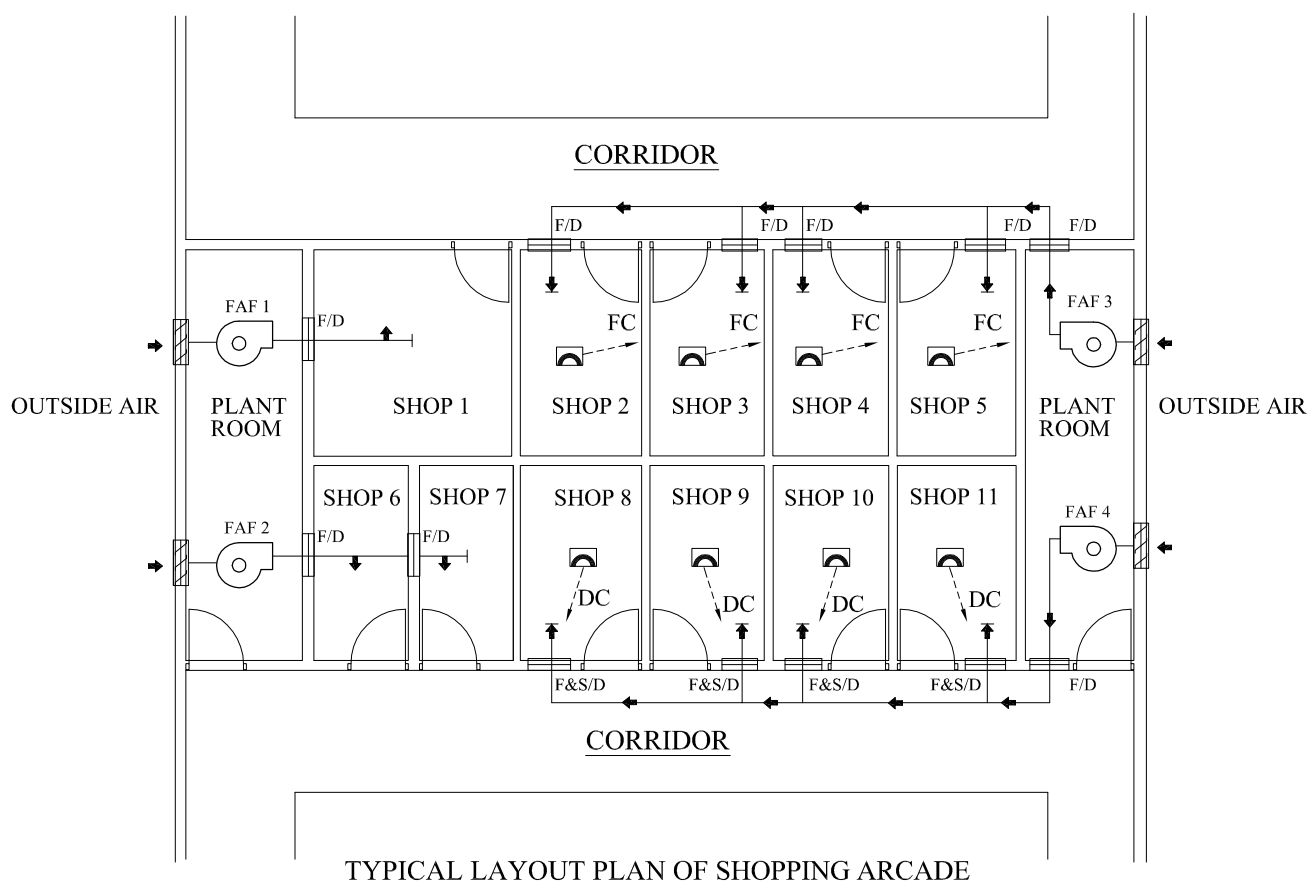 CORRIDOR
F/D
F/D
F/D
F/D
F/D
FAF 1
F/D
FC
FC
FC
FC
FAF 3
OUTSIDE AIR
PLANT
ROOM
SHOP 1
SHOP 2
SHOP 3
SHOP 4
SHOP 5
PLANT
ROOM
OUTSIDE AIR
SHOP 6
SHOP 7
SHOP 8
SHOP 9
SHOP 10
SHOP 11
FAF 2
F/D
F/D
FAF 4
DC
DC
DC
DC
F&S/D
F&S/D
F&S/D
F&S/D
F/D
CORRIDOR
TYPICAL LAYOUT PLAN OF SHOPPING ARCADE